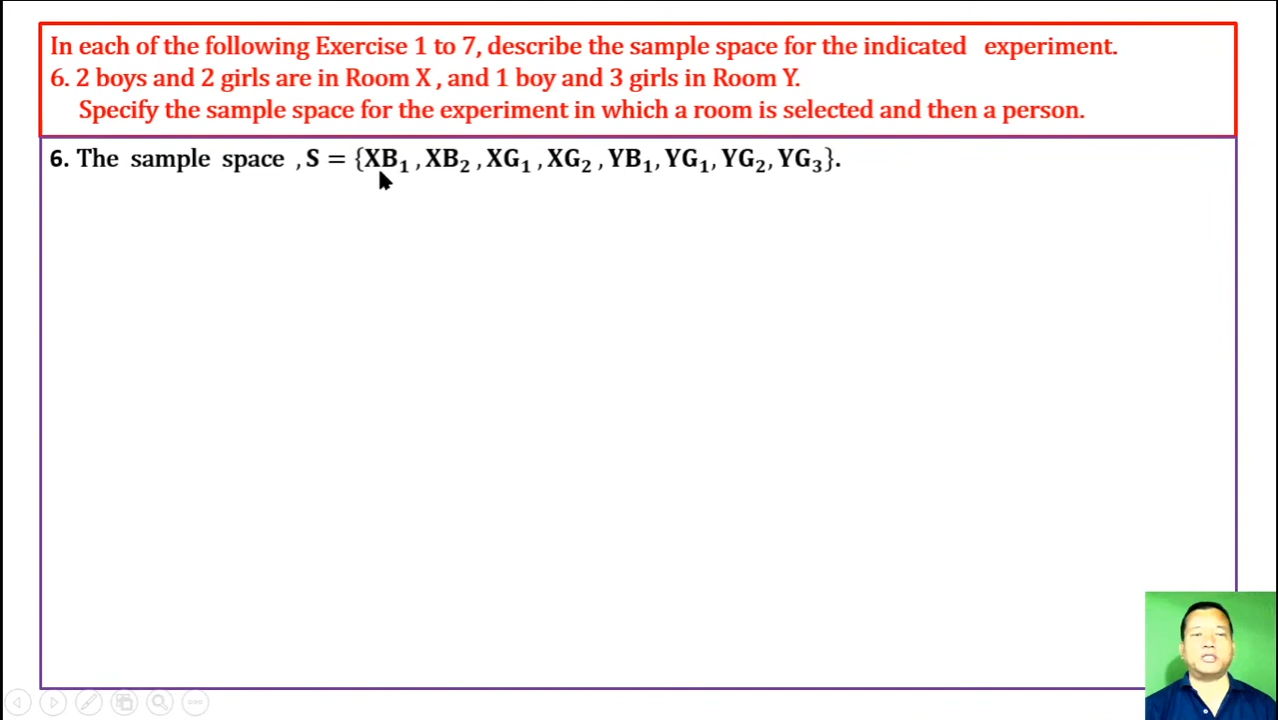 In each of the following Exercise 1 to 7, describe the sample space for the indicated experiment.
6. 2 boys and 2 girls are in Room X , and 1 boy and 3 girls in Room Y.
Specify the sample space for the experiment in which a room is selected and then a person.
6. The sample space , S = {XB₁ , XB₂ , XG₁ , XG₂ , YB₁, YG₁, YG₂, YG₃}.